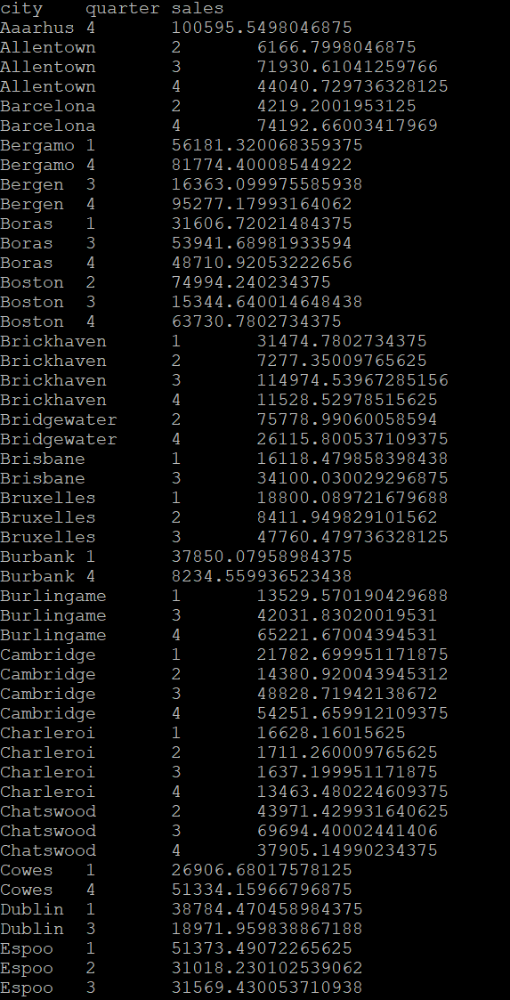 city quarter sales
Aaarhus 4 100595.5498046875
Allentown 2 6166.7998046875
Allentown 3 71930.61041259766
Allentown 4 44040.729736328125
Barcelona 2 4219.2001953125
Barcelona 4 74192.66003417969
Bergamo 1 56181.320068359375
Bergamo 4 81774.40008544922
Bergen 3 16363.099975585938
Bergen 4 95277.17993164062
Boras 1 31606.72021484375
Boras 3 53941.68981933594
Boras 4 48710.92053222656
Boston 2 74994.240234375
Boston 3 15344.640014648438
Boston 4 63730.7802734375
Brickhaven 1 31474.7802734375
Brickhaven 2 7277.35009765625
Brickhaven 3 114974.53967285156
Brickhaven 4 11528.52978515625
Bridgewater 2 75778.99060058594
Bridgewater 4 26115.800537109375
Brisbane 1 16118.479858398438
Brisbane 3 34100.030029296875
Bruxelles 1 18800.089721679688
Bruxelles 2 8411.949829101562
Bruxelles 3 47760.479736328125
Burbank 1 37850.07958984375
Burbank 4 8234.559936523438
Burlingame 1 13529.570190429688
Burlingame 3 42031.83020019531
Burlingame 4 65221.67004394531
Cambridge 1 21782.699951171875
Cambridge 2 14380.920043945312
Cambridge 3 48828.71942138672
Cambridge 4 54251.659912109375
Charleroi 1 16628.16015625
Charleroi 2 1711.260009765625
Charleroi 3 1637.199951171875
Charleroi 4 13463.480224609375
Chatswood 2 43971.429931640625
Chatswood 3 69694.40002441406
Chatswood 4 37905.14990234375
Cowes 1 26906.68017578125
Cowes 4 51334.15966796875
Dublin 1 38784.470458984375
Dublin 3 18971.959838867188
Espoo 1 51373.49072265625
Espoo 2 31018.230102539062
Espoo 3 31569.430053710938